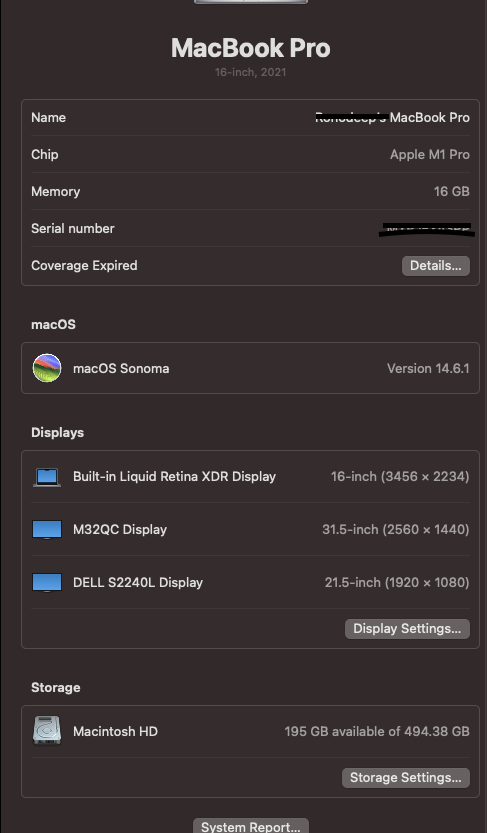 MacBook Pro
16-inch, 2021
Name MacBook Pro
Chip Apple M1 Pro
Memory 16 GB
Serial number
Coverage Expired Details...
macOS
macOS Sonoma Version 14.6.1
Displays
Built-in Liquid Retina XDR Display 16-inch (3456 × 2234)
M32QC Display 31.5-inch (2560 × 1440)
DELL S2240L Display 21.5-inch (1920 × 1080)
Display Settings...
Storage
Macintosh HD 195 GB available of 494.38 GB
Storage Settings...
System Report...